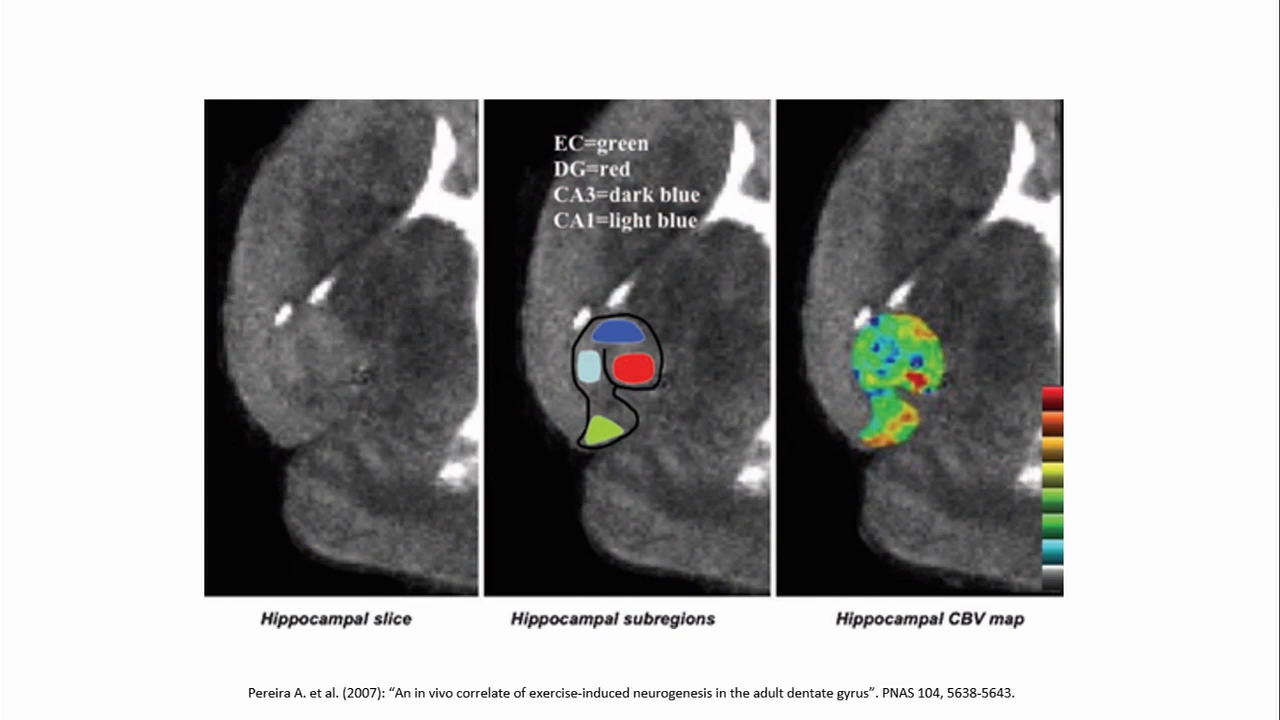 EC=green
DG=red
CA3=dark blue
CA1=light blue
Hippocampal slice
Hippocampal subregions
Hippocampal CBV map
Pereira A. et al. (2007): “An in vivo correlate of exercise-induced neurogenesis in the adult dentate gyrus”. PNAS 104, 5638-5643.